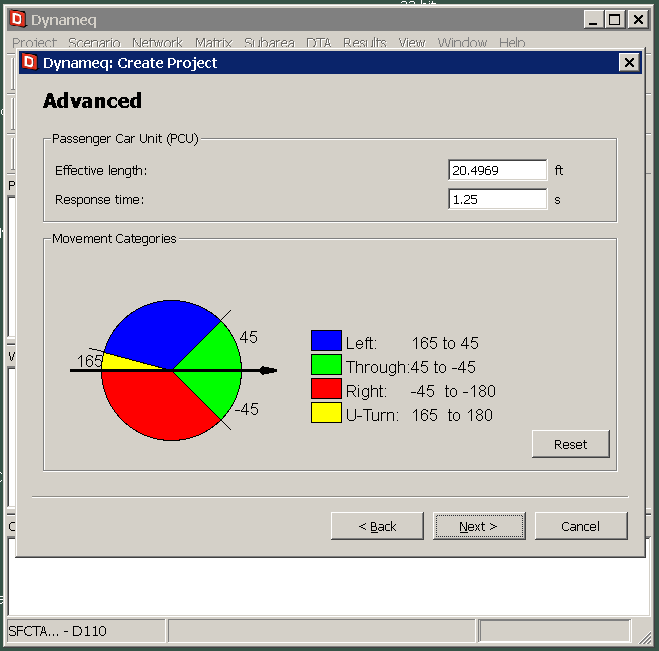 Dynameq
Project Scenario Network Matrix Subarea DTA Results View Window Help
Dynameq: Create Project
Advanced
Passenger Car Unit (PCU)
Effective length: 20.4969 ft
Response time: 1.25 s
Movement Categories
45
165
-45
Left: 165 to 45
Through: 45 to -45
Right: -45 to -180
U-Turn: 165 to 180
Reset
< Back Next > Cancel
SFCTA... - D110